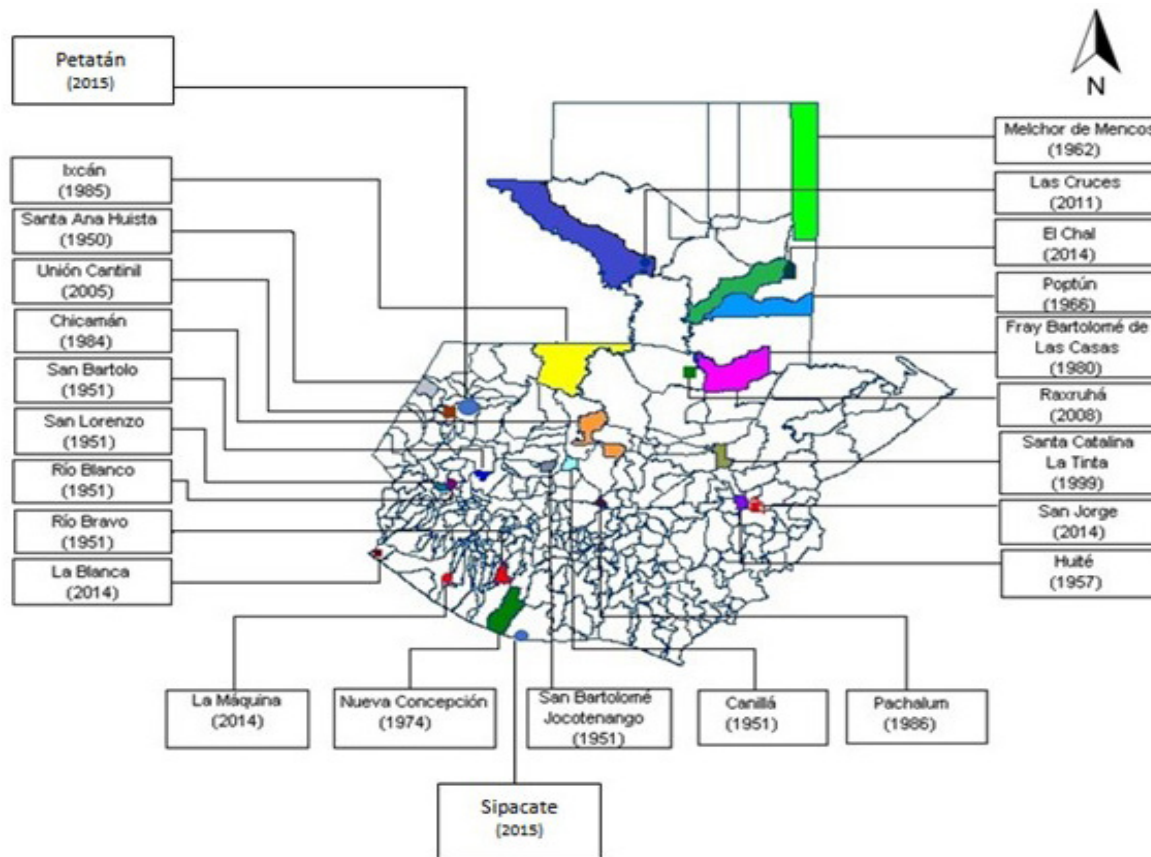 Petatán
(2015)
N
Melchor de Mencos
(1962)
Ixcán
(1985)
Las Cruces
(2011)
Santa Ana Huista
(1950)
El Chal
(2014)
Unión Cantinil
(2005)
Poptún
(1966)
Chicamán
(1984)
Fray Bartolomé de
Las Casas
(1980)
San Bartolo
(1951)
Raxruhá
(2008)
San Lorenzo
(1951)
Santa Catalina
La Tinta
(1999)
Río Blanco
(1951)
San Jorge
(2014)
Río Bravo
(1951)
Huité
(1957)
La Blanca
(2014)
La Máquina
(2014)
Nueva Concepción
(1974)
San Bartolomé
Jocotenango
(1951)
Canillá
(1951)
Pachalum
(1986)
Sipacate
(2015)